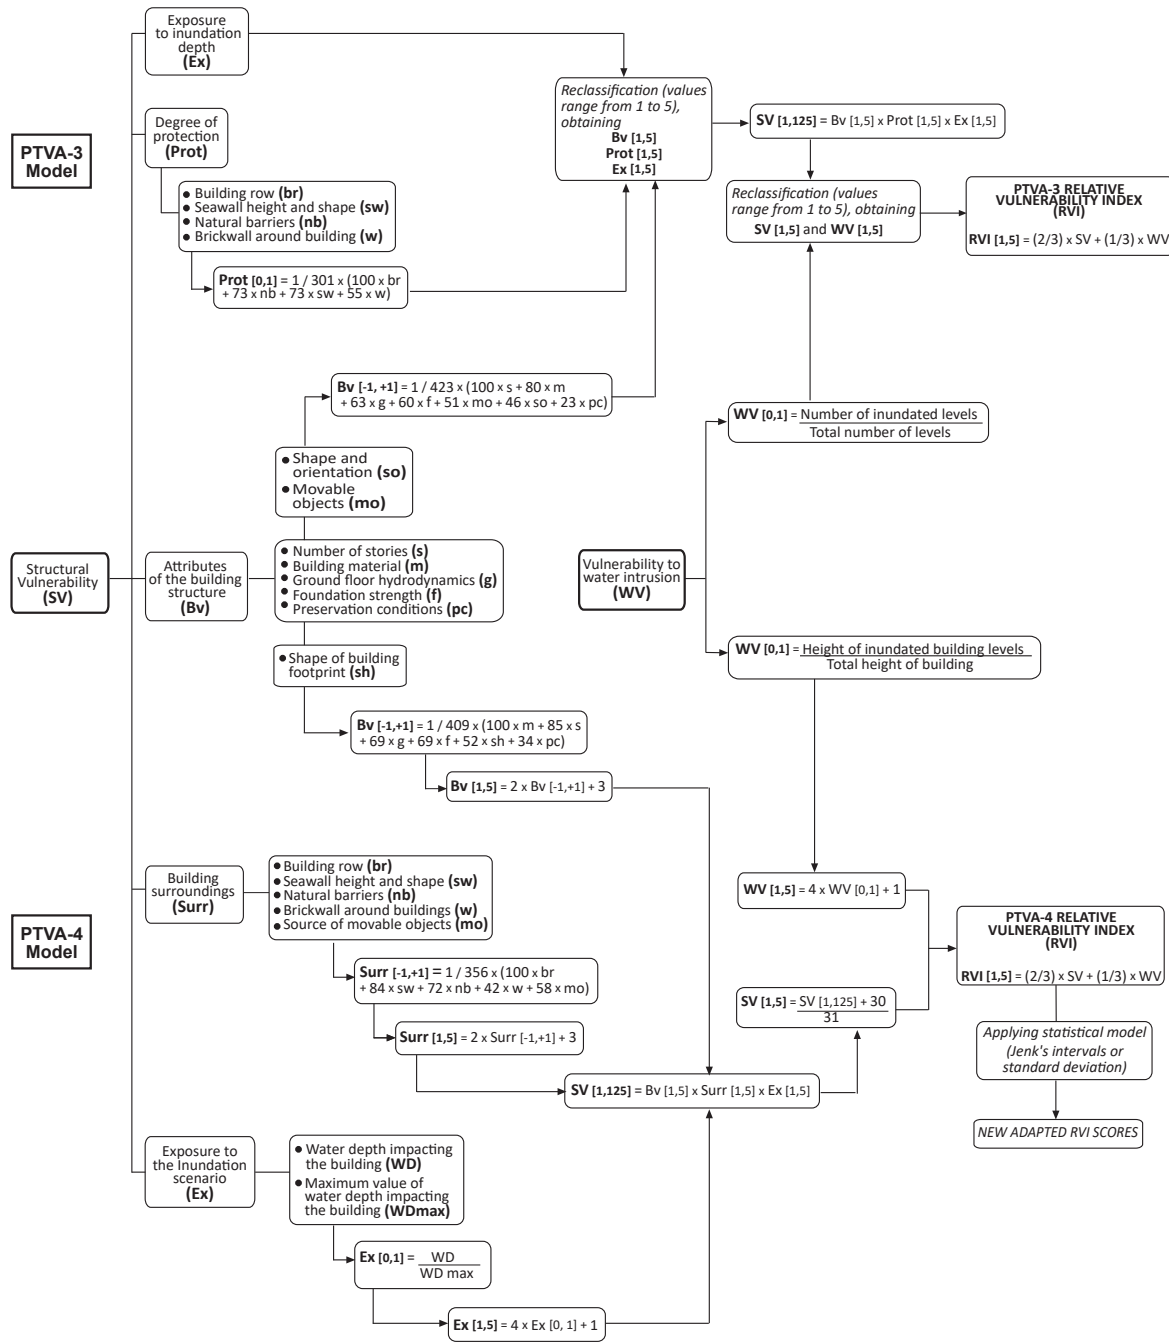 Exposure
to inundation
depth
(Ex)
PTVA-3
Model
Degree of
protection
(Prot)
● Building row (br)
● Seawall height and shape (sw)
● Natural barriers (nb)
● Brickwall around building (w)
Prot [0,1] = 1 / 301 x (100 x br
+ 73 x nb + 73 x sw + 55 x w)
Reclassification (values
range from 1 to 5),
obtaining
Bv [1,5]
Prot [1,5]
Ex [1,5]
SV [1,125] = Bv [1,5] x Prot [1,5] x Ex [1,5]
Reclassification (values
range from 1 to 5), obtaining
SV [1,5] and WV [1,5]
PTVA-3 RELATIVE
VULNERABILITY INDEX
(RVI)
RVI [1,5] = (2/3) x SV + (1/3) x WV
Bv [-1, +1] = 1 / 423 x (100 x s + 80 x m
+ 63 x g + 60 x f + 51 x mo + 46 x so + 23 x pc)
● Shape and
orientation (so)
● Movable
objects (mo)
WV [0,1] = Number of inundated levels
Total number of levels
Structural
Vulnerability
(SV)
Attributes
of the building
structure
(Bv)
● Number of stories (s)
● Building material (m)
● Ground floor hydrodynamics (g)
● Foundation strength (f)
● Preservation conditions (pc)
Vulnerability to
water intrusion
(WV)
● Shape of building
footprint (sh)
WV [0,1] = Height of inundated building levels
Total height of building
Bv [-1,+1] = 1 / 409 x (100 x m + 85 x s
+ 69 x g + 69 x f + 52 x sh + 34 x pc)
Bv [1,5] = 2 x Bv [-1,+1] + 3
PTVA-4
Model
Building
surroundings
(Surr)
● Building row (br)
● Seawall height and shape (sw)
● Natural barriers (nb)
● Brickwall around buildings (w)
● Source of movable objects (mo)
Surr [-1,+1] = 1 / 356 x (100 x br
+ 84 x sw + 72 x nb + 42 x w + 58 x mo)
Surr [1,5] = 2 x Surr [-1,+1] + 3
WV [1,5] = 4 x WV [0,1] + 1
SV [1,5] = SV [1,125] + 30
31
PTVA-4 RELATIVE
VULNERABILITY INDEX
(RVI)
RVI [1,5] = (2/3) x SV + (1/3) x WV
Applying statistical model
(Jenk's intervals or
standard deviation)
NEW ADAPTED RVI SCORES
SV [1,125] = Bv [1,5] x Surr [1,5] x Ex [1,5]
Exposure to
the Inundation
scenario
(Ex)
● Water depth impacting
the building (WD)
● Maximum value of
water depth impacting
the building (WDmax)
Ex [0,1] = WD
WD max
Ex [1,5] = 4 x Ex [0, 1] + 1